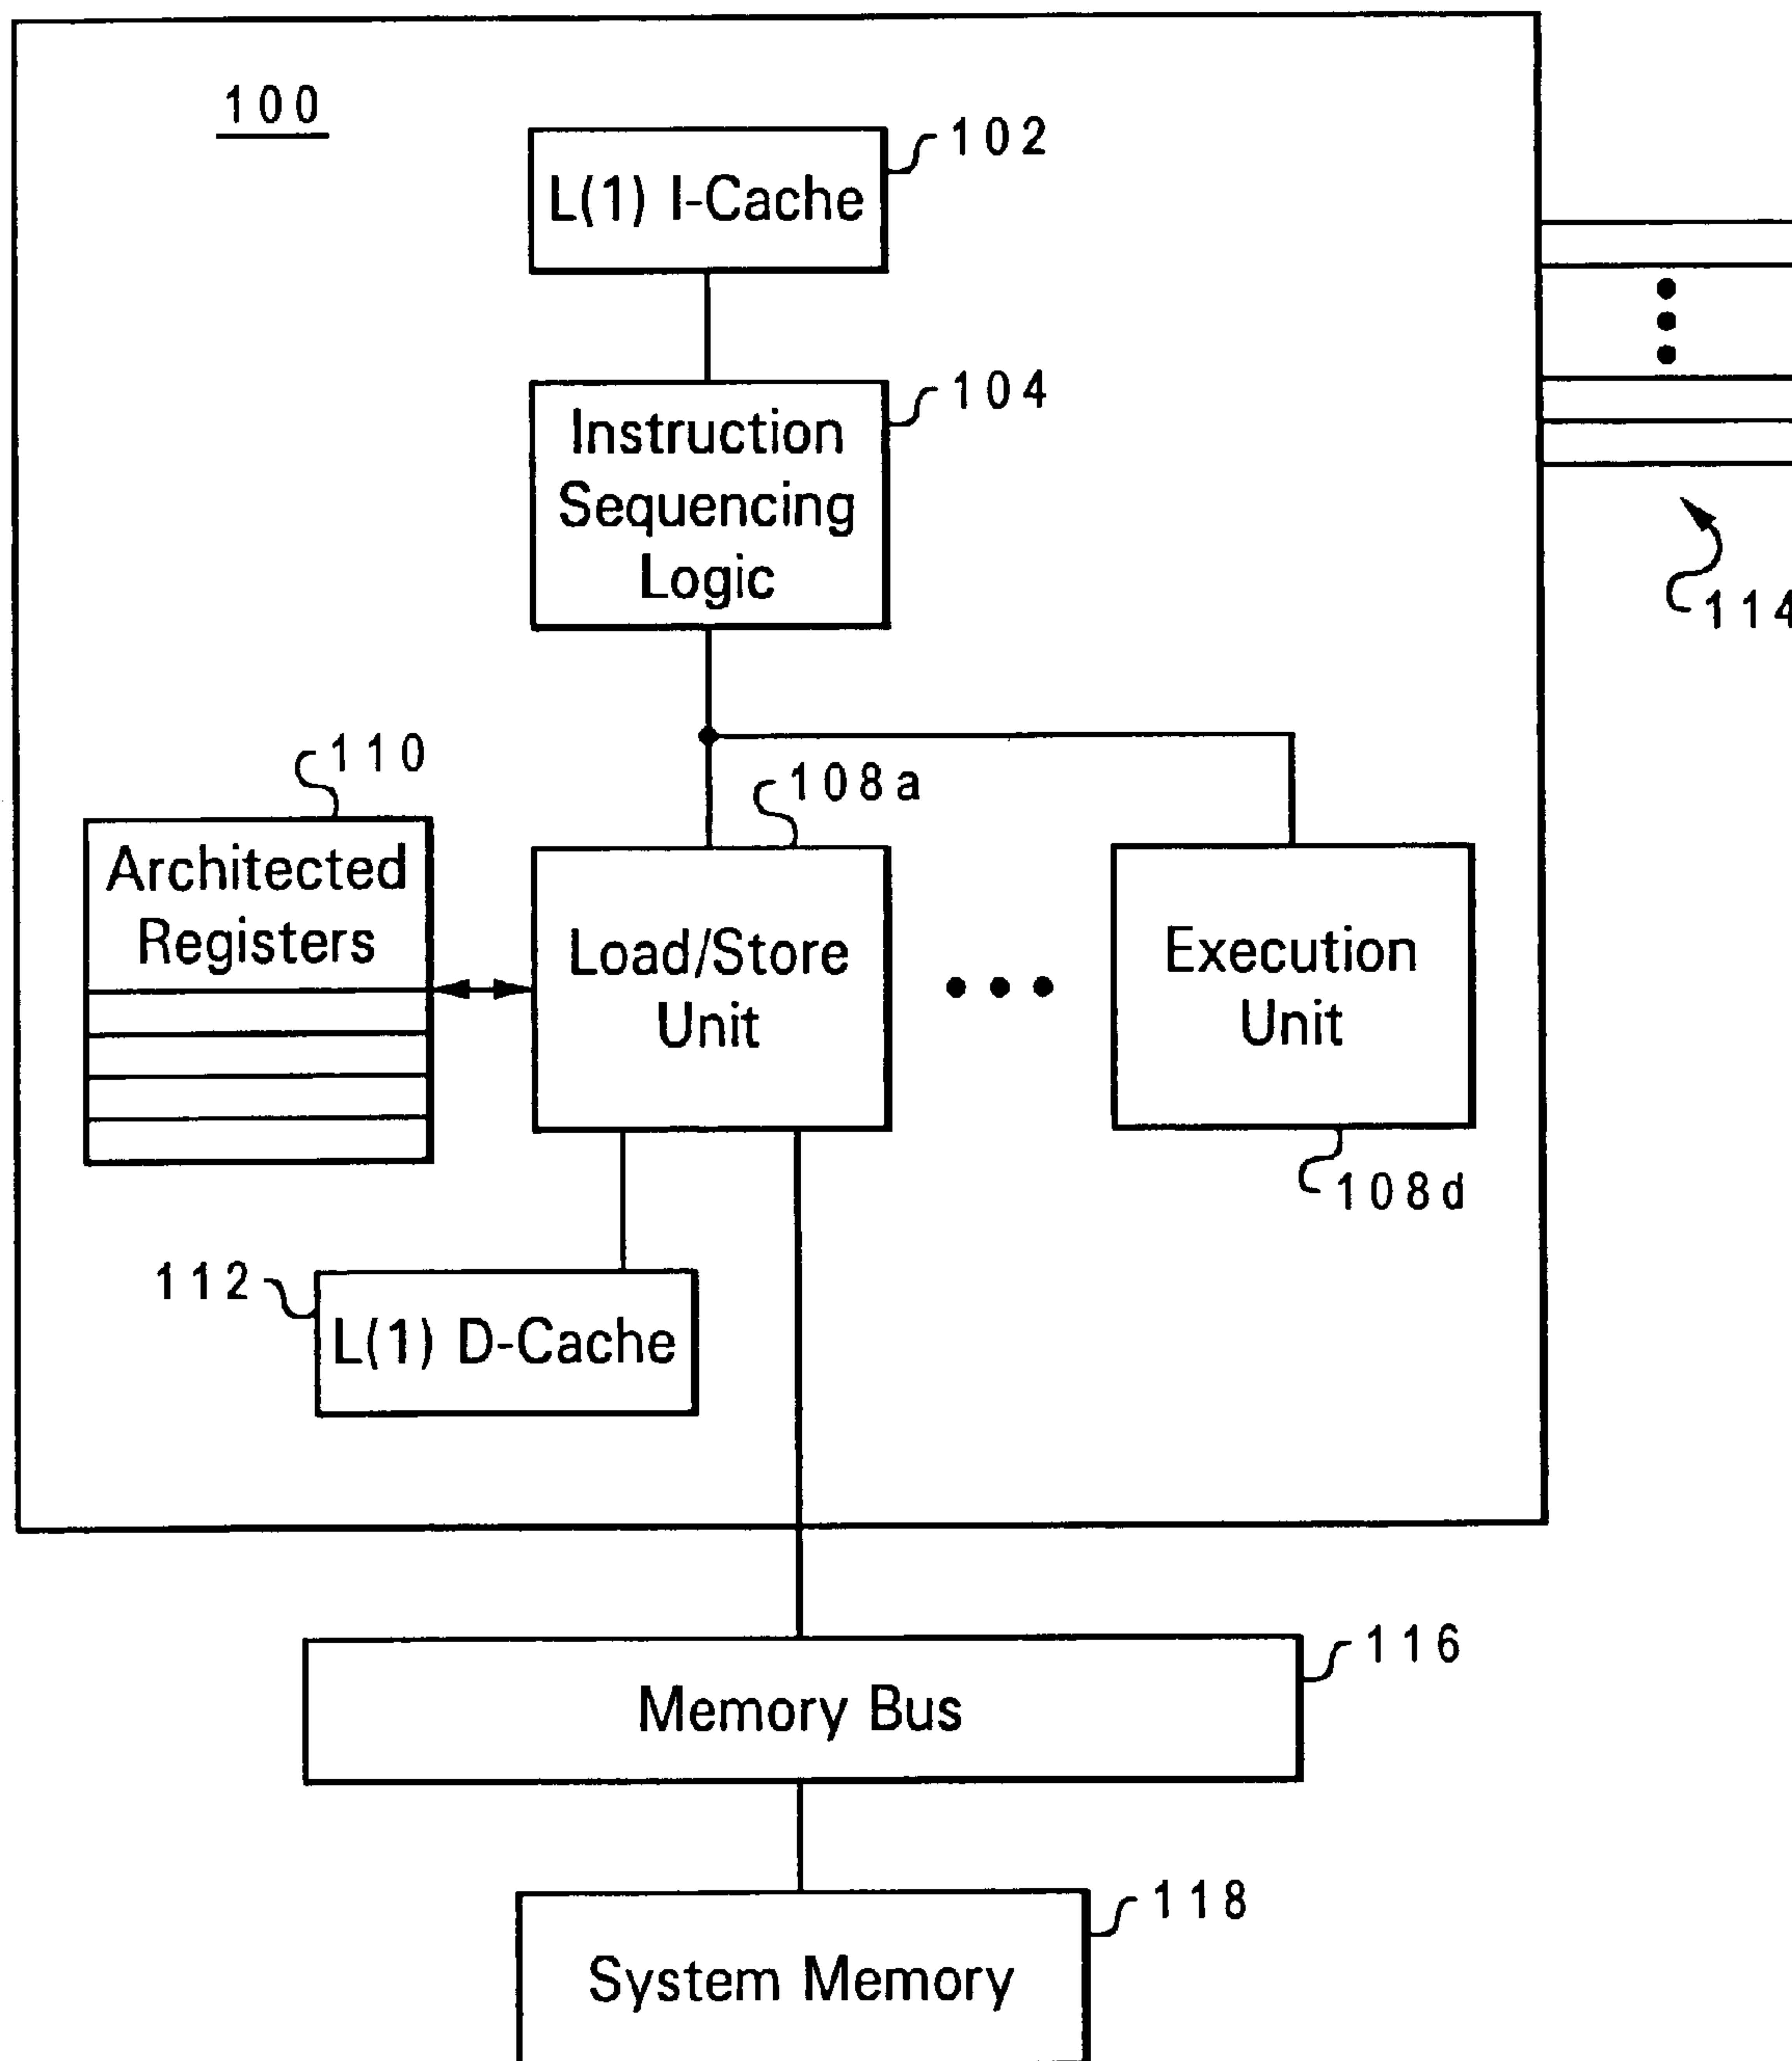 100
102
L(1) I-Cache
104
Instruction
Sequencing
Logic
114
110
108a
Architected
Registers
Load/Store
Unit
Execution
Unit
108d
112
L(1) D-Cache
116
Memory Bus
118
System Memory